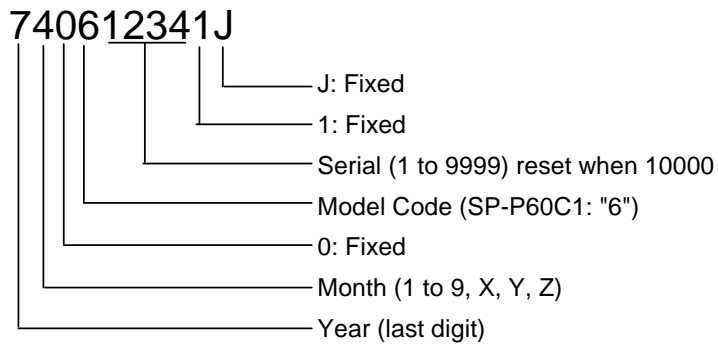 740612341J
J: Fixed
1: Fixed
Serial (1 to 9999) reset when 10000
Model Code (SP-P60C1: "6")
0: Fixed
Month (1 to 9, X, Y, Z)
Year (last digit)